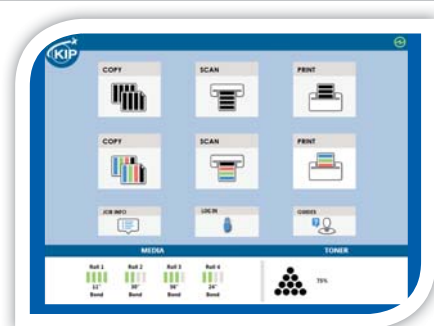 KIP
COPY SCAN PRINT
COPY SCAN PRINT
JOB INFO LOG IN GUIDES
MEDIA TONER
Roll 1 Roll 2 Roll 3 Roll 4
75%
Bond Bond Bond Bond